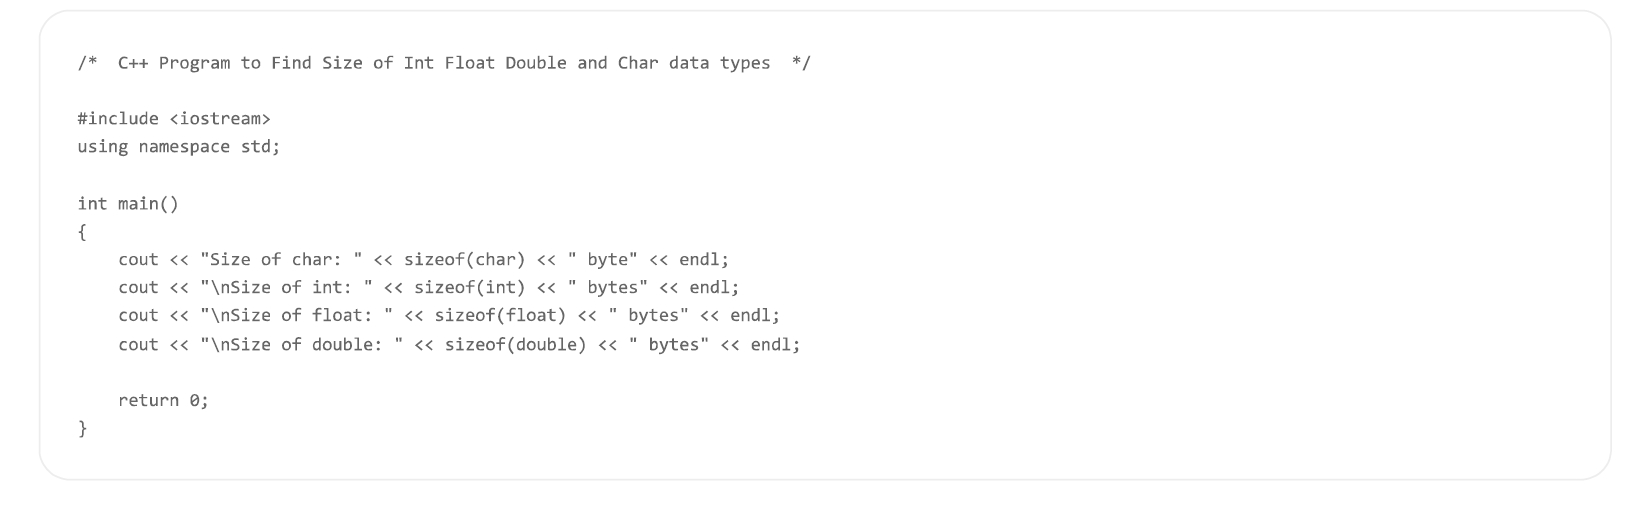 /*  C++ Program to Find Size of Int Float Double and Char data types  */

#include <iostream>
using namespace std;

int main()
{
    cout << "Size of char: " << sizeof(char) << " byte" << endl;
    cout << "\nSize of int: " << sizeof(int) << " bytes" << endl;
    cout << "\nSize of float: " << sizeof(float) << " bytes" << endl;
    cout << "\nSize of double: " << sizeof(double) << " bytes" << endl;

    return 0;
}